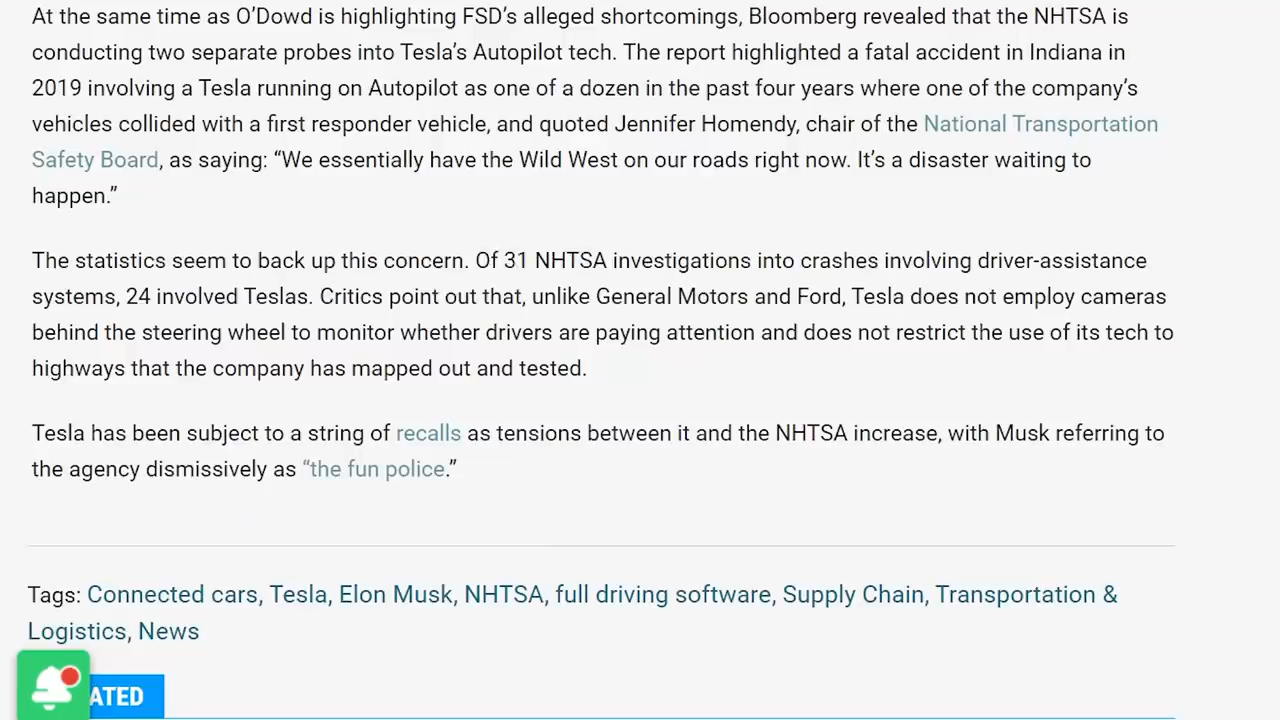 At the same time as O’Dowd is highlighting FSD’s alleged shortcomings, Bloomberg revealed that the NHTSA is
conducting two separate probes into Tesla’s Autopilot tech. The report highlighted a fatal accident in Indiana in
2019 involving a Tesla running on Autopilot as one of a dozen in the past four years where one of the company’s
vehicles collided with a first responder vehicle, and quoted Jennifer Homendy, chair of the National Transportation
Safety Board, as saying: “We essentially have the Wild West on our roads right now. It’s a disaster waiting to
happen.”
The statistics seem to back up this concern. Of 31 NHTSA investigations into crashes involving driver-assistance
systems, 24 involved Teslas. Critics point out that, unlike General Motors and Ford, Tesla does not employ cameras
behind the steering wheel to monitor whether drivers are paying attention and does not restrict the use of its tech to
highways that the company has mapped out and tested.
Tesla has been subject to a string of recalls as tensions between it and the NHTSA increase, with Musk referring to
the agency dismissively as “the fun police.”
Tags: Connected cars, Tesla, Elon Musk, NHTSA, full driving software, Supply Chain, Transportation &
Logistics, News
ATED